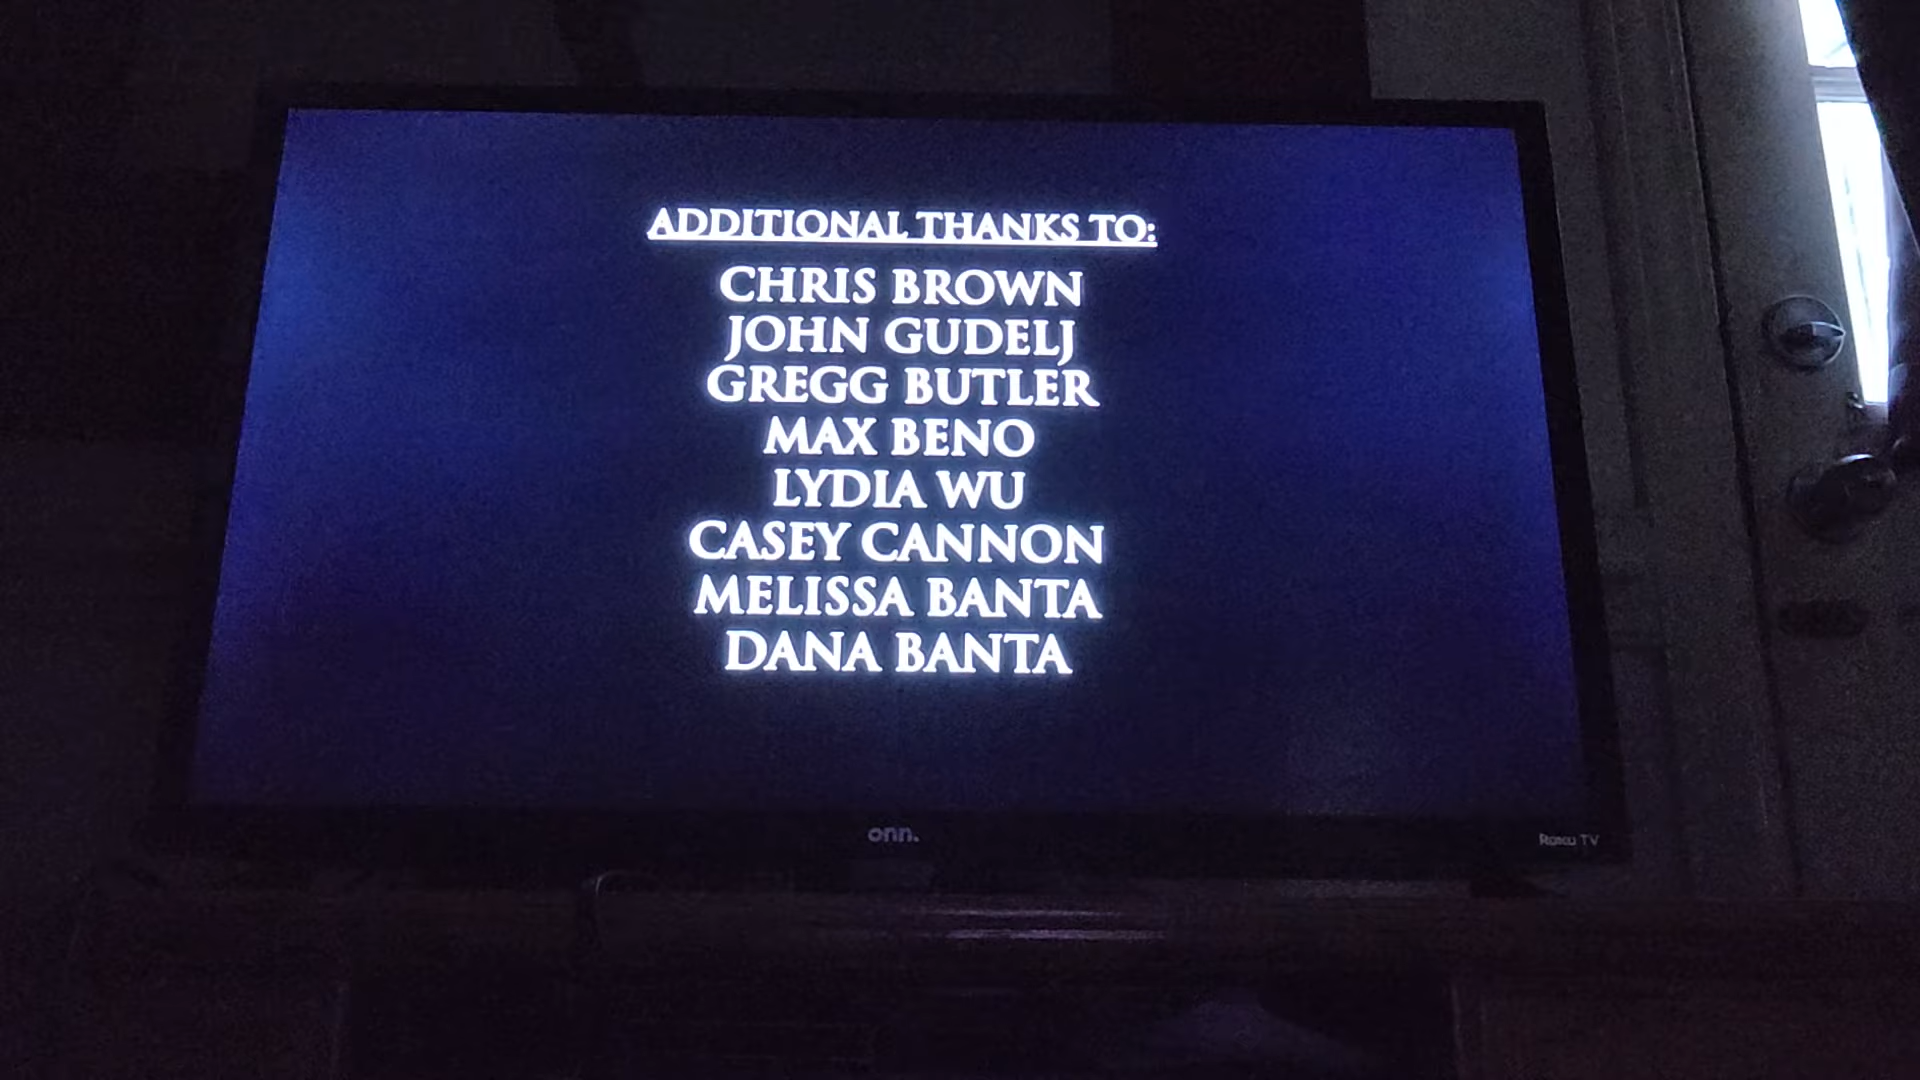 ADDITIONAL THANKS TO:
CHRIS BROWN
JOHN GUDELJ
GREGG BUTLER
MAX BENO
LYDIA WU
CASEY CANNON
MELISSA BANTA
DANA BANTA
onn.
Roku TV